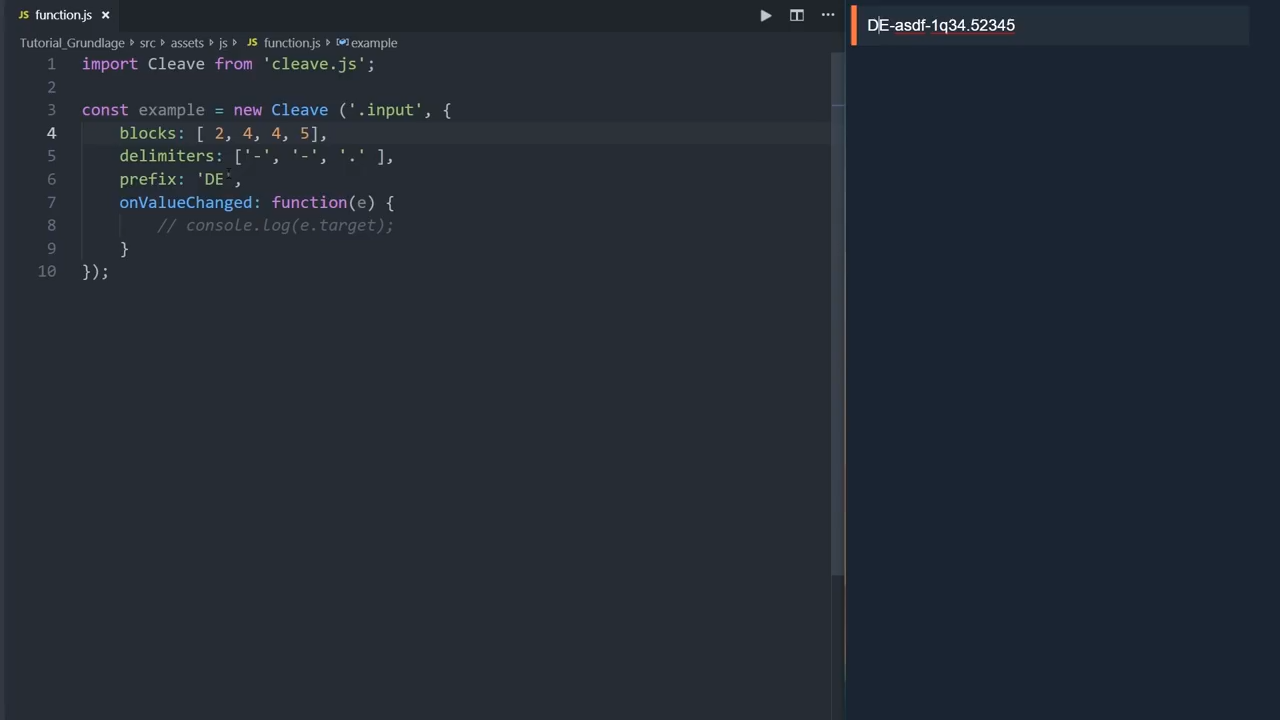 JS function.js ×
Tutorial_Grundlage › src › assets › js › JS function.js › example
1 import Cleave from 'cleave.js';
2
3 const example = new Cleave ('.input', {
4 blocks: [ 2, 4, 4, 5],
5 delimiters: ['-', '-', '.' ],
6 prefix: 'DE',
7 onValueChanged: function(e) {
8 // console.log(e.target);
9 }
10 });
DE-asdf-1q34.52345